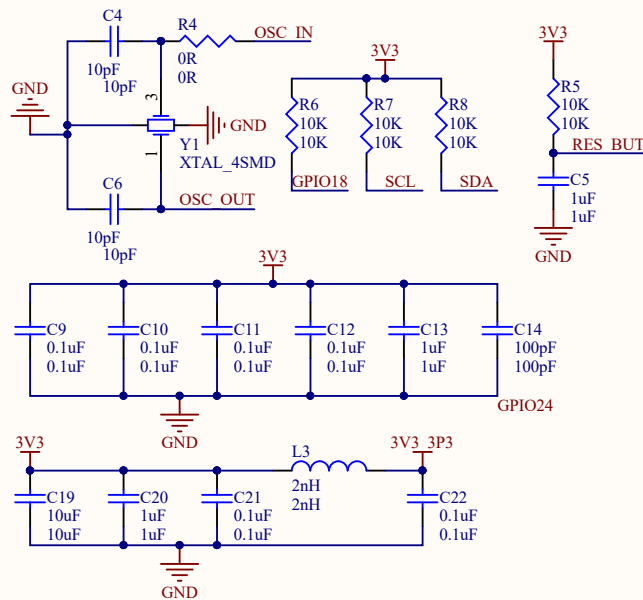 C4
10pF
10pF
R4
0R
0R
OSC_IN
GND
3
GND
Y1
XTAL_4SMD
1
C6
10pF
10pF
OSC_OUT
3V3
R6
10K
10K
R7
10K
10K
R8
10K
10K
GPIO18
SCL
SDA
3V3
R5
10K
10K
RES_BUT
C5
1uF
1uF
GND
3V3
C9
0.1uF
0.1uF
C10
0.1uF
0.1uF
C11
0.1uF
0.1uF
C12
0.1uF
0.1uF
C13
1uF
1uF
C14
100pF
100pF
GPIO24
GND
3V3
L3
2nH
2nH
3V3_3P3
C19
10uF
10uF
C20
1uF
1uF
C21
0.1uF
0.1uF
C22
0.1uF
0.1uF
GND